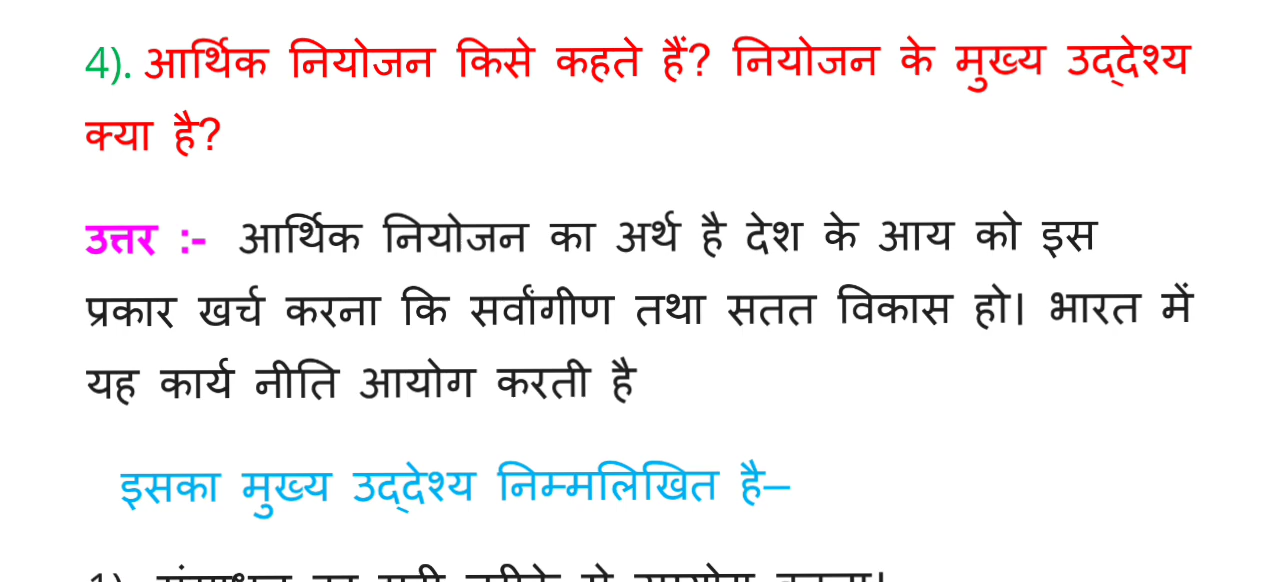 4). आर्थिक नियोजन किसे कहते हैं? नियोजन के मुख्य उद्देश्य
क्या है?
उत्तर :- आर्थिक नियोजन का अर्थ है देश के आय को इस
प्रकार खर्च करना कि सर्वांगीण तथा सतत विकास हो। भारत में
यह कार्य नीति आयोग करती है
इसका मुख्य उद्देश्य निम्मलिखित है–